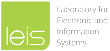 leis
Laboratory for
Electronic and
Information
Systems